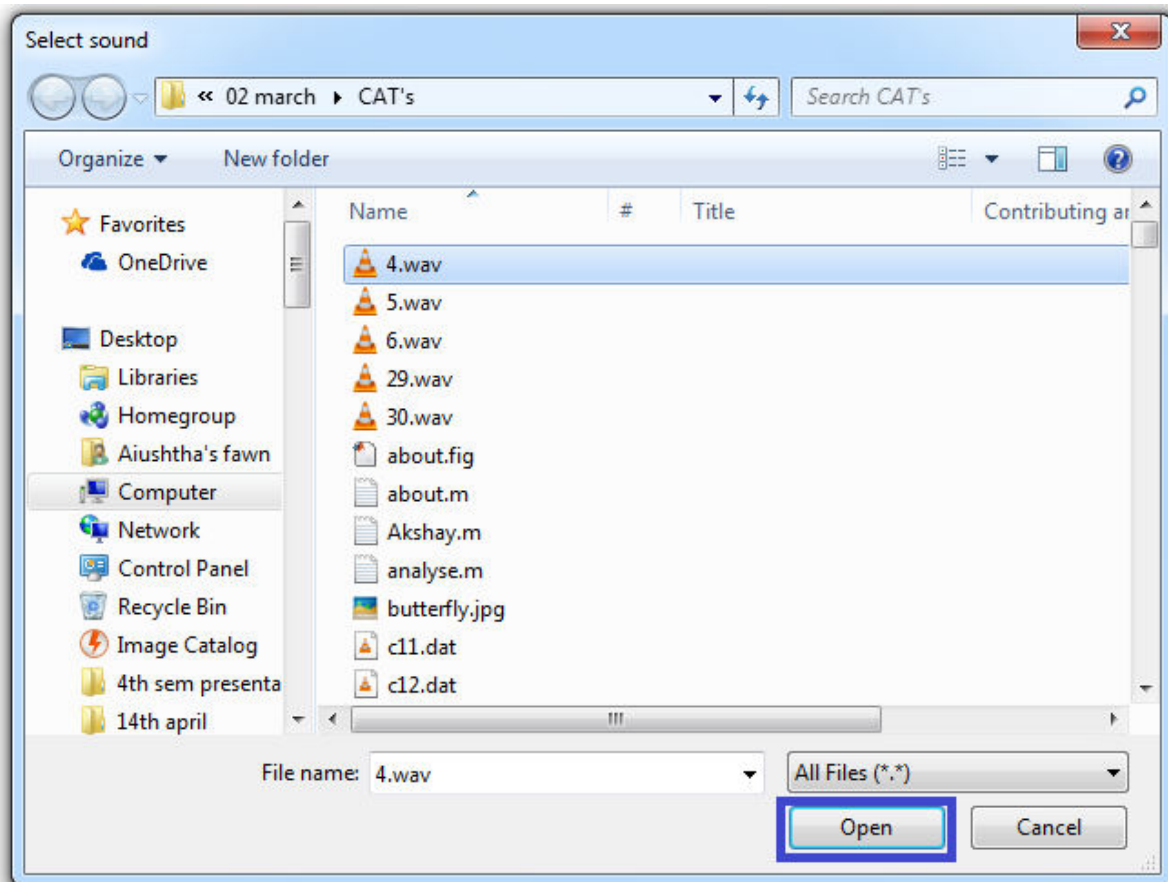 Select sound
« 02 march ▸ CAT's
Search CAT's
Organize
New folder
Name
#
Title
Contributing ar
Favorites
OneDrive
Desktop
Libraries
Homegroup
Aiushtha's fawn
Computer
Network
Control Panel
Recycle Bin
Image Catalog
4th sem presenta
14th april
4.wav
5.wav
6.wav
29.wav
30.wav
about.fig
about.m
Akshay.m
analyse.m
butterfly.jpg
c11.dat
c12.dat
File name: 4.wav
All Files (*.*)
Open
Cancel